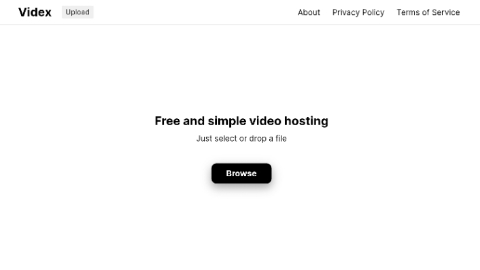 Videx Upload About Privacy Policy Terms of Service
Free and simple video hosting
Just select or drop a file
Browse